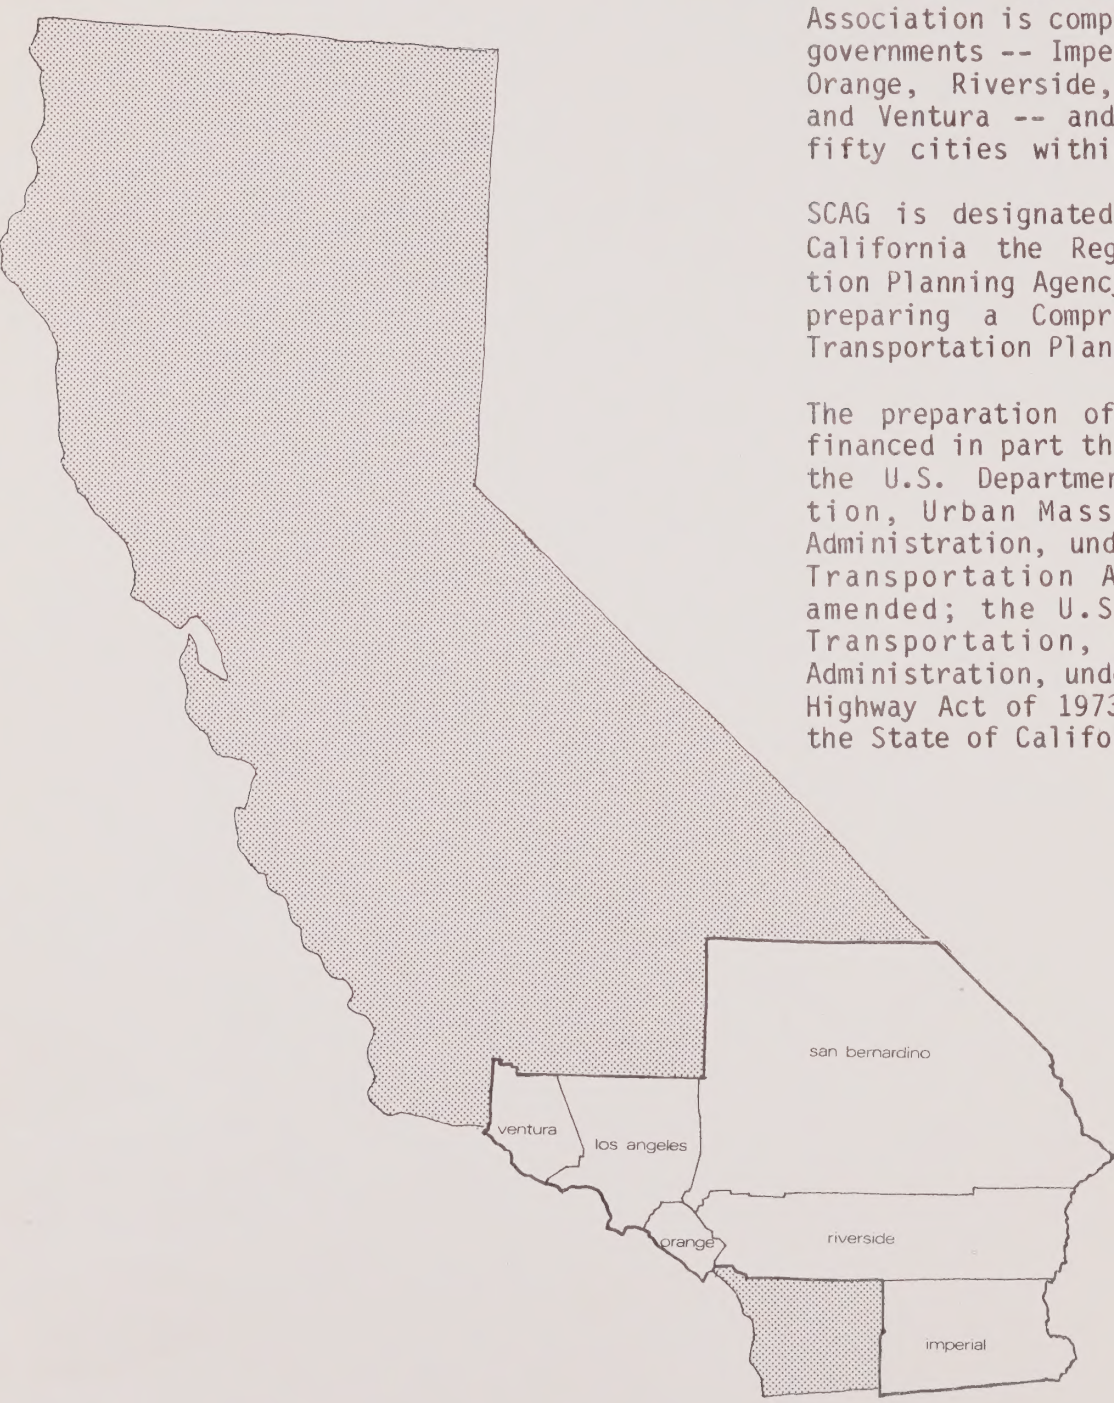 Association is comp
governments -- Impe
Orange, Riverside,
and Ventura -- and
fifty cities withi
SCAG is designated
California the Reg
tion Planning Agenc
preparing a Compr
Transportation Plan
The preparation of
financed in part th
the U.S. Departmen
tion, Urban Mass
Administration, und
Transportation A
amended; the U.S
Transportation,
Administration, und
Highway Act of 1973
the State of Califo
san bernardino
ventura
los angeles
orange
riverside
imperial